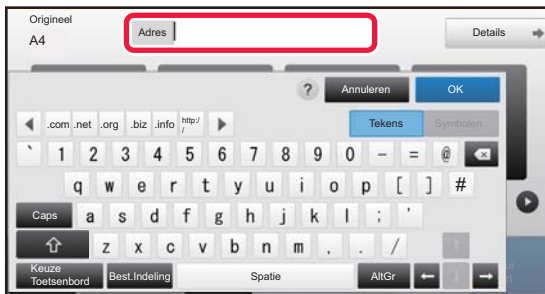 Origineel
A4
Adres
Details
Annuleren
OK
.com .net .org .biz .info http:/
/
Tekens
Symbolen
` 1 2 3 4 5 6 7 8 9 0 - = @
q w e r t y u i o p [ ] #
Caps a s d f g h j k l ; '
z x c v b n m , . /
Keuze
Toetsenbord Best.Indeling Spatie AltGr